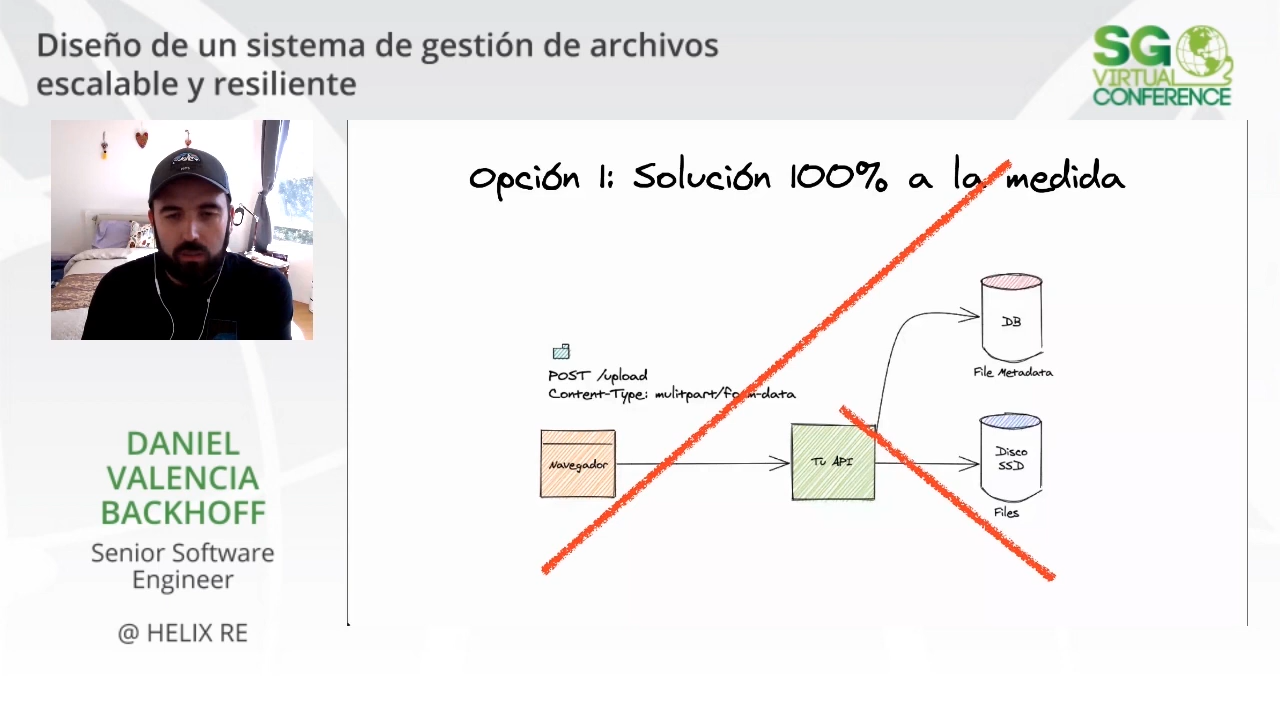 Diseño de un sistema de gestión de archivos
escalable y resiliente
SG
VIRTUAL
CONFERENCE
Opción 1: Solución 100% a la medida
DB
File Metadata
POST /upload
Content-Type: mulitpart/form-data
Navegador
Tu API
Disco
SSD
Files
DANIEL
VALENCIA
BACKHOFF
Senior Software
Engineer
@ HELIX RE